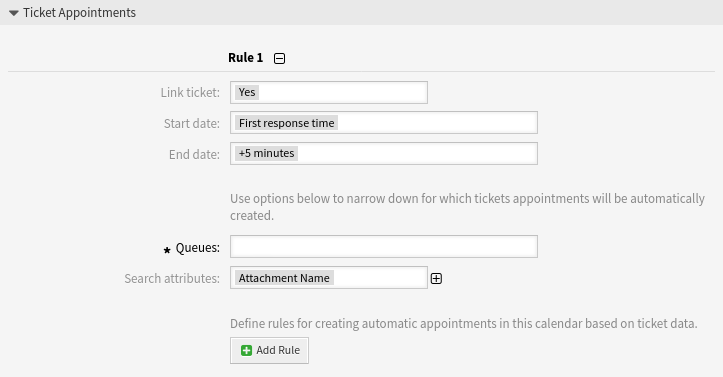 Ticket Appointments
Rule 1
Link ticket: Yes
Start date: First response time
End date: +5 minutes
Use options below to narrow down for which tickets appointments will be automatically
created.
* Queues:
Search attributes: Attachment Name
Define rules for creating automatic appointments in this calendar based on ticket data.
Add Rule